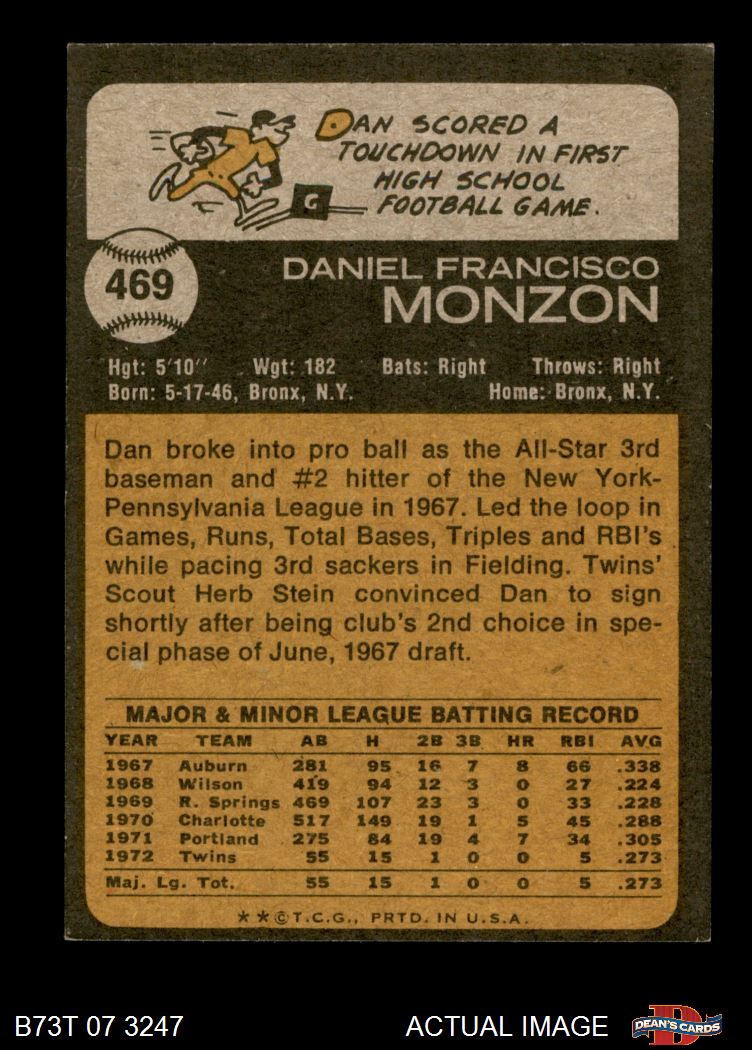 DAN SCORED A
TOUCHDOWN IN FIRST
HIGH SCHOOL
FOOTBALL GAME.
G
469
DANIEL FRANCISCO
MONZON
Hgt: 5'10'' Wgt: 182 Bats: Right Throws: Right
Born: 5-17-46, Bronx, N.Y. Home: Bronx, N.Y.
Dan broke into pro ball as the All-Star 3rd
baseman and #2 hitter of the New York-
Pennsylvania League in 1967. Led the loop in
Games, Runs, Total Bases, Triples and RBI's
while pacing 3rd sackers in Fielding. Twins'
Scout Herb Stein convinced Dan to sign
shortly after being club's 2nd choice in spe-
cial phase of June, 1967 draft.
MAJOR & MINOR LEAGUE BATTING RECORD
YEAR TEAM AB H 2B 3B HR RBI AVG
1967 Auburn 281 95 16 7 8 66 .338
1968 Wilson 419 94 12 3 0 27 .224
1969 R. Springs 469 107 23 3 0 33 .228
1970 Charlotte 517 149 19 1 5 45 .288
1971 Portland 275 84 19 4 7 34 .305
1972 Twins 55 15 1 0 0 5 .273
Maj. Lg. Tot. 55 15 1 0 0 5 .273
★ ★ © T.C.G., PRTD. IN U.S.A.
B73T 07 3247 ACTUAL IMAGE D DEAN'S CARDS